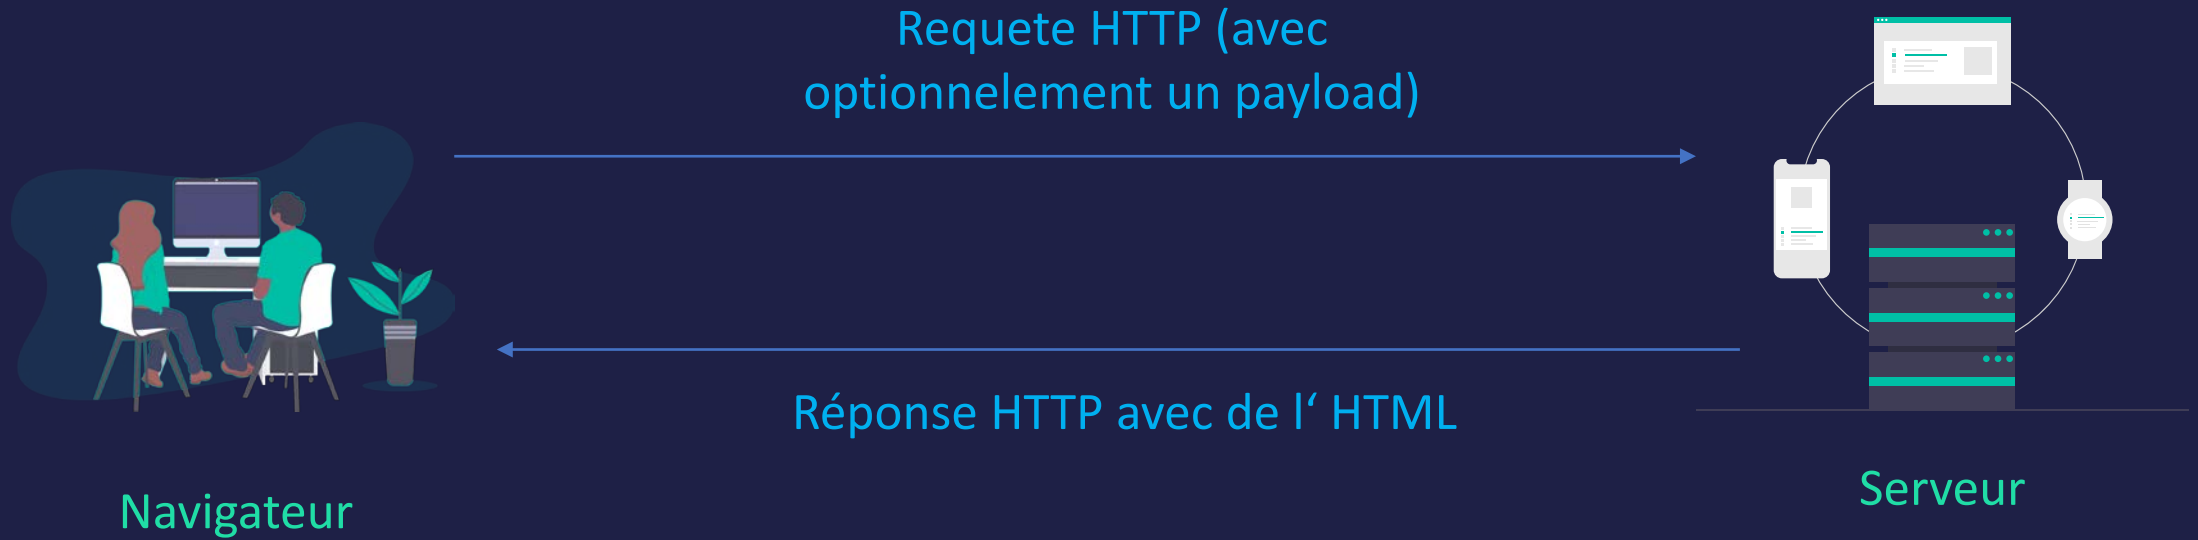 Requete HTTP (avec
optionnelement un payload)
Réponse HTTP avec de l‘ HTML
Navigateur
Serveur